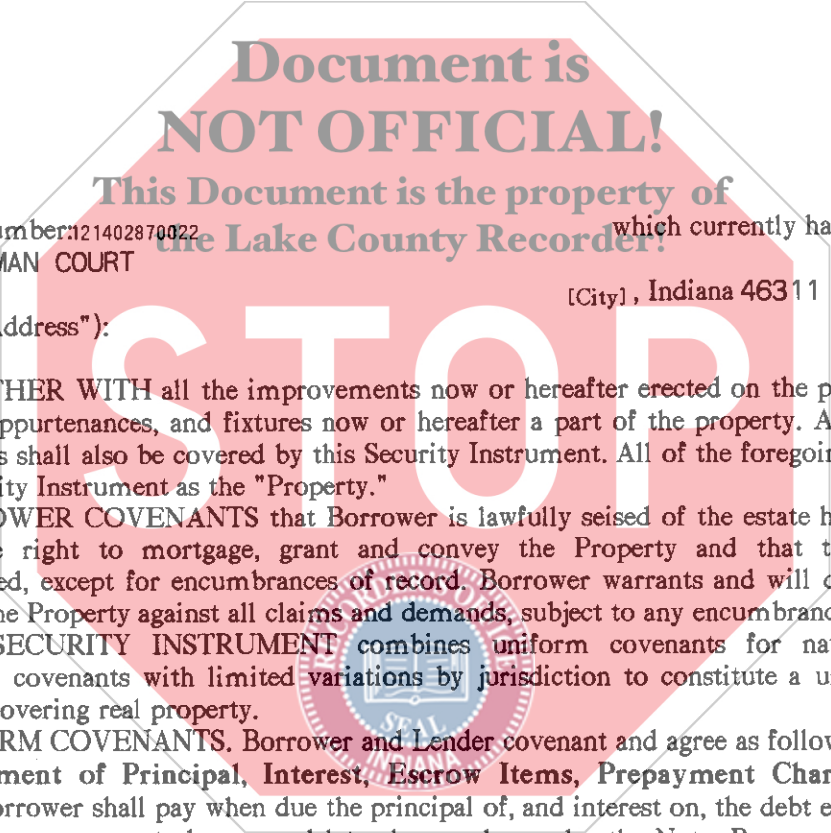 Document is
NOT OFFICIAL!
This Document is the property of
the Lake County Recorder!
STOP
umber:121402870022 which currently ha
MAN COURT
[City] , Indiana 46311
Address"):
THER WITH all the improvements now or hereafter erected on the p
ppurtenances, and fixtures now or hereafter a part of the property. A
s shall also be covered by this Security Instrument. All of the foregoin
ity Instrument as the "Property."
OWER COVENANTS that Borrower is lawfully seised of the estate h
e right to mortgage, grant and convey the Property and that t
ed, except for encumbrances of record. Borrower warrants and will d
he Property against all claims and demands, subject to any encumbranc
SECURITY INSTRUMENT combines uniform covenants for na
covenants with limited variations by jurisdiction to constitute a u
overing real property.
RM COVENANTS. Borrower and Lender covenant and agree as follow
ment of Principal, Interest, Escrow Items, Prepayment Char
orrower shall pay when due the principal of, and interest on, the debt e
SEAL
INDIANA